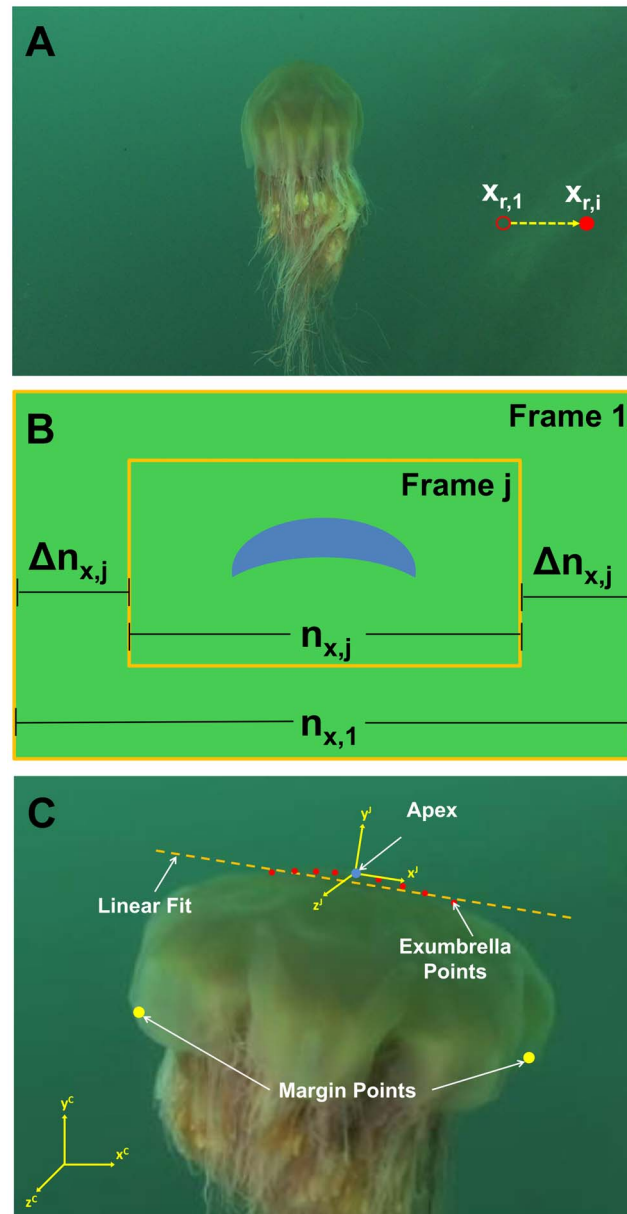 A
x_r,1 x_r,i
B
Frame 1
Frame j
Δn_x,j Δn_x,j
n_x,j
n_x,1
C
Apex
y^J
x^J
z^J
Linear Fit
Exumbrella
Points
Margin Points
y^C
x^C
z^C